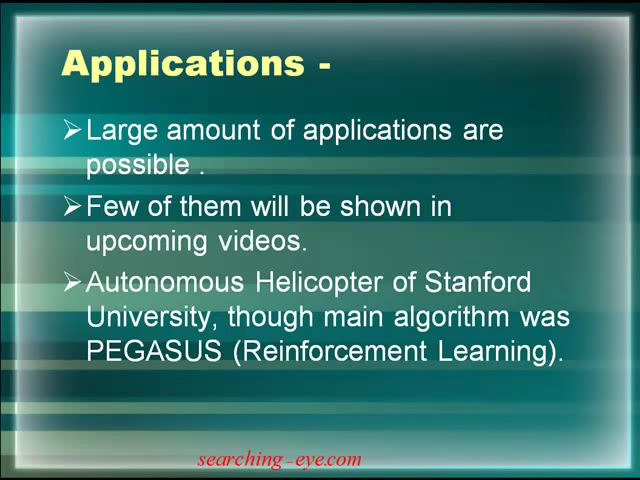 Applications -
➢Large amount of applications are
possible .
➢Few of them will be shown in
upcoming videos.
➢Autonomous Helicopter of Stanford
University, though main algorithm was
PEGASUS (Reinforcement Learning).
searching-eye.com